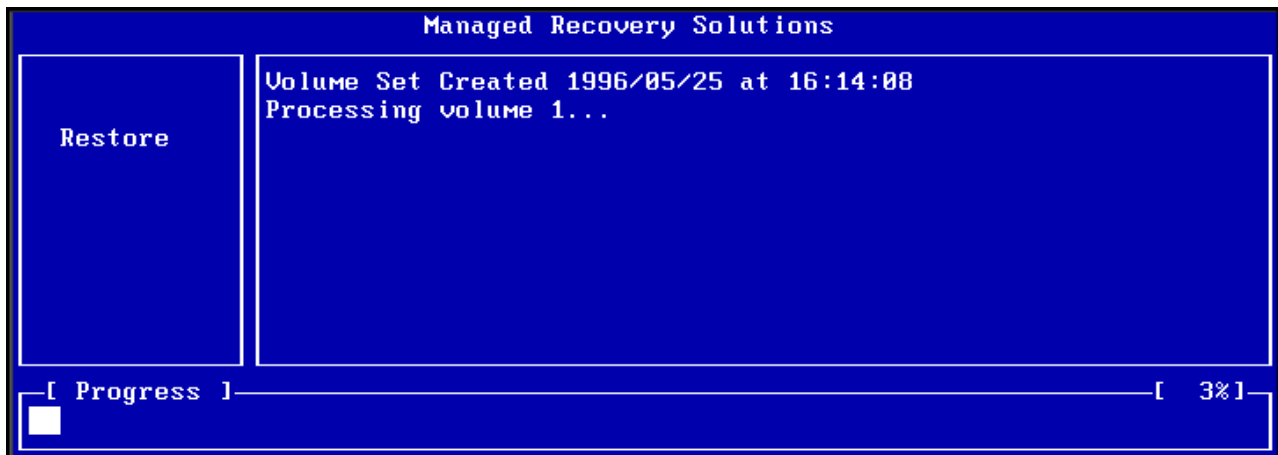 Managed Recovery Solutions
Restore
Volume Set Created 1996/05/25 at 16:14:08
Processing volume 1...
[ Progress ]
[ 3%]